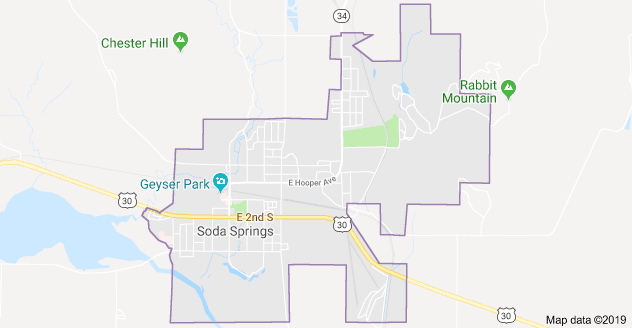 34
Chester Hill
Rabbit
Mountain
Geyser Park
E Hooper Ave
30
E 2nd S
30
Soda Springs
30
Map data ©2019